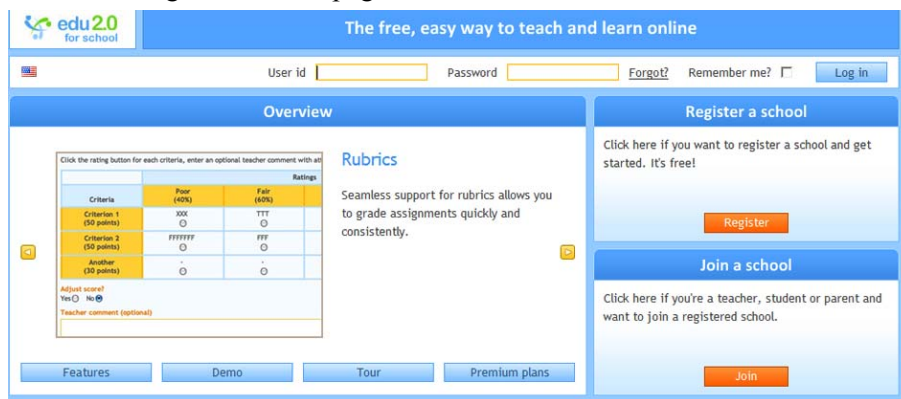 edu 2.0
for school
The free, easy way to teach and learn online
User id Password Forgot? Remember me? Log in
Overview
Click the rating button for each criteria, enter an optional teacher comment with att
Ratings
Criteria Poor Fair
(40%) (60%)
Criterion 1 XXX TTT
(50 points)
Criterion 2 FFFFFFF FFF
(50 points)
Another - -
(30 points)
Adjust score?
Yes No
Teacher comment (optional)
Rubrics
Seamless support for rubrics allows you
to grade assignments quickly and
consistently.
Features Demo Tour Premium plans
Register a school
Click here if you want to register a school and get
started. It's free!
Register
Join a school
Click here if you're a teacher, student or parent and
want to join a registered school.
Join